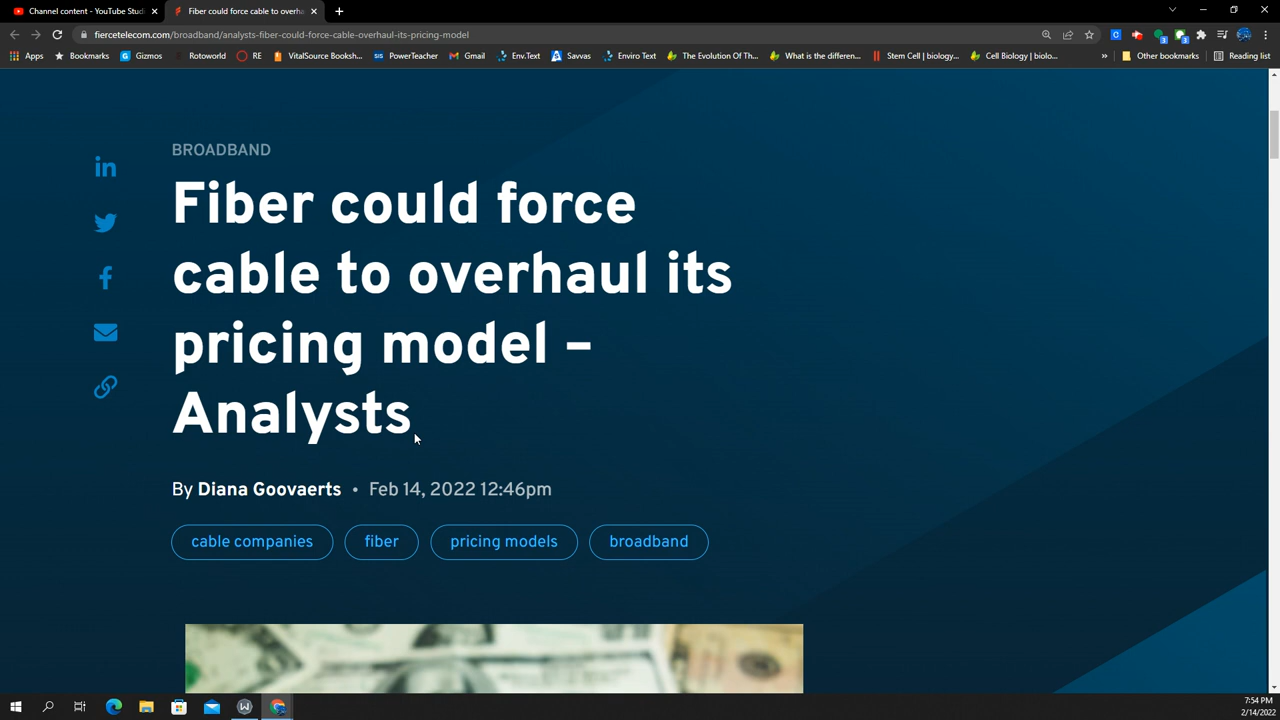 Channel content - YouTube Studi
Fiber could force cable to overha
fiercetelecom.com/broadband/analysts-fiber-could-force-cable-overhaul-its-pricing-model
Apps Bookmarks Gizmos Rotoworld RE VitalSource Booksh... PowerTeacher Gmail Env.Text Savvas Enviro Text The Evolution Of Th... What is the differen... Stem Cell | biology... Cell Biology | biolo... » Other bookmarks Reading list
BROADBAND
Fiber could force
cable to overhaul its
pricing model –
Analysts
By Diana Goovaerts • Feb 14, 2022 12:46pm
cable companies fiber pricing models broadband
7:54 PM
2/14/2022